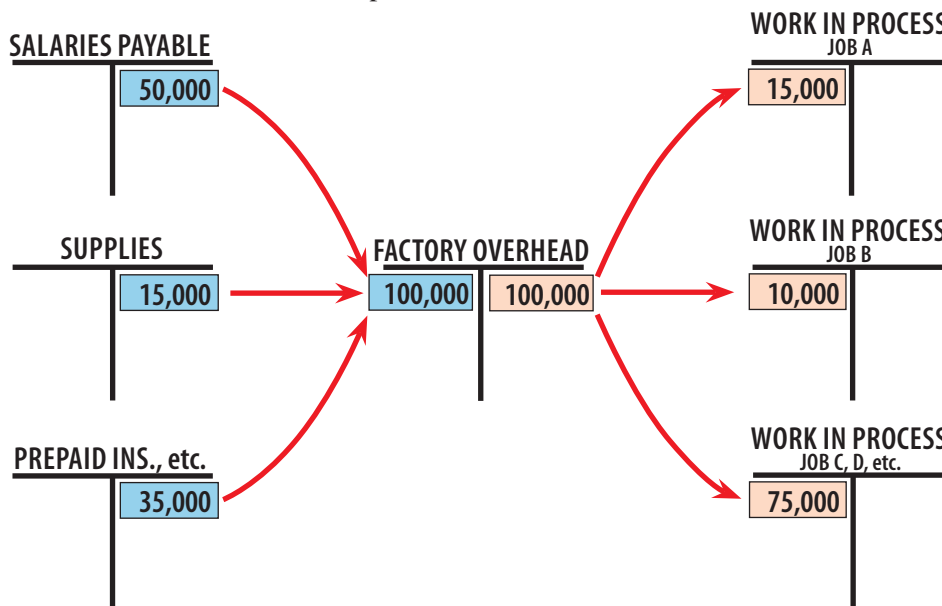 SALARIES PAYABLE
50,000
SUPPLIES
15,000
PREPAID INS., etc.
35,000
FACTORY OVERHEAD
100,000 100,000
WORK IN PROCESS
JOB A
15,000
WORK IN PROCESS
JOB B
10,000
WORK IN PROCESS
JOB C, D, etc.
75,000